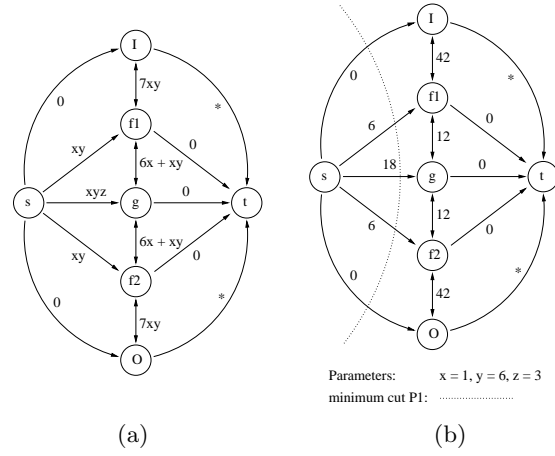 I
7xy
0
*
f1
xy
0
6x + xy
s
xyz
g
0
t
6x + xy
xy
f2
0
0
7xy
*
O
(a)
I
42
0
*
f1
6
0
12
s
18
g
0
t
12
6
f2
0
0
42
*
O
Parameters: x = 1, y = 6, z = 3
minimum cut P1:
(b)